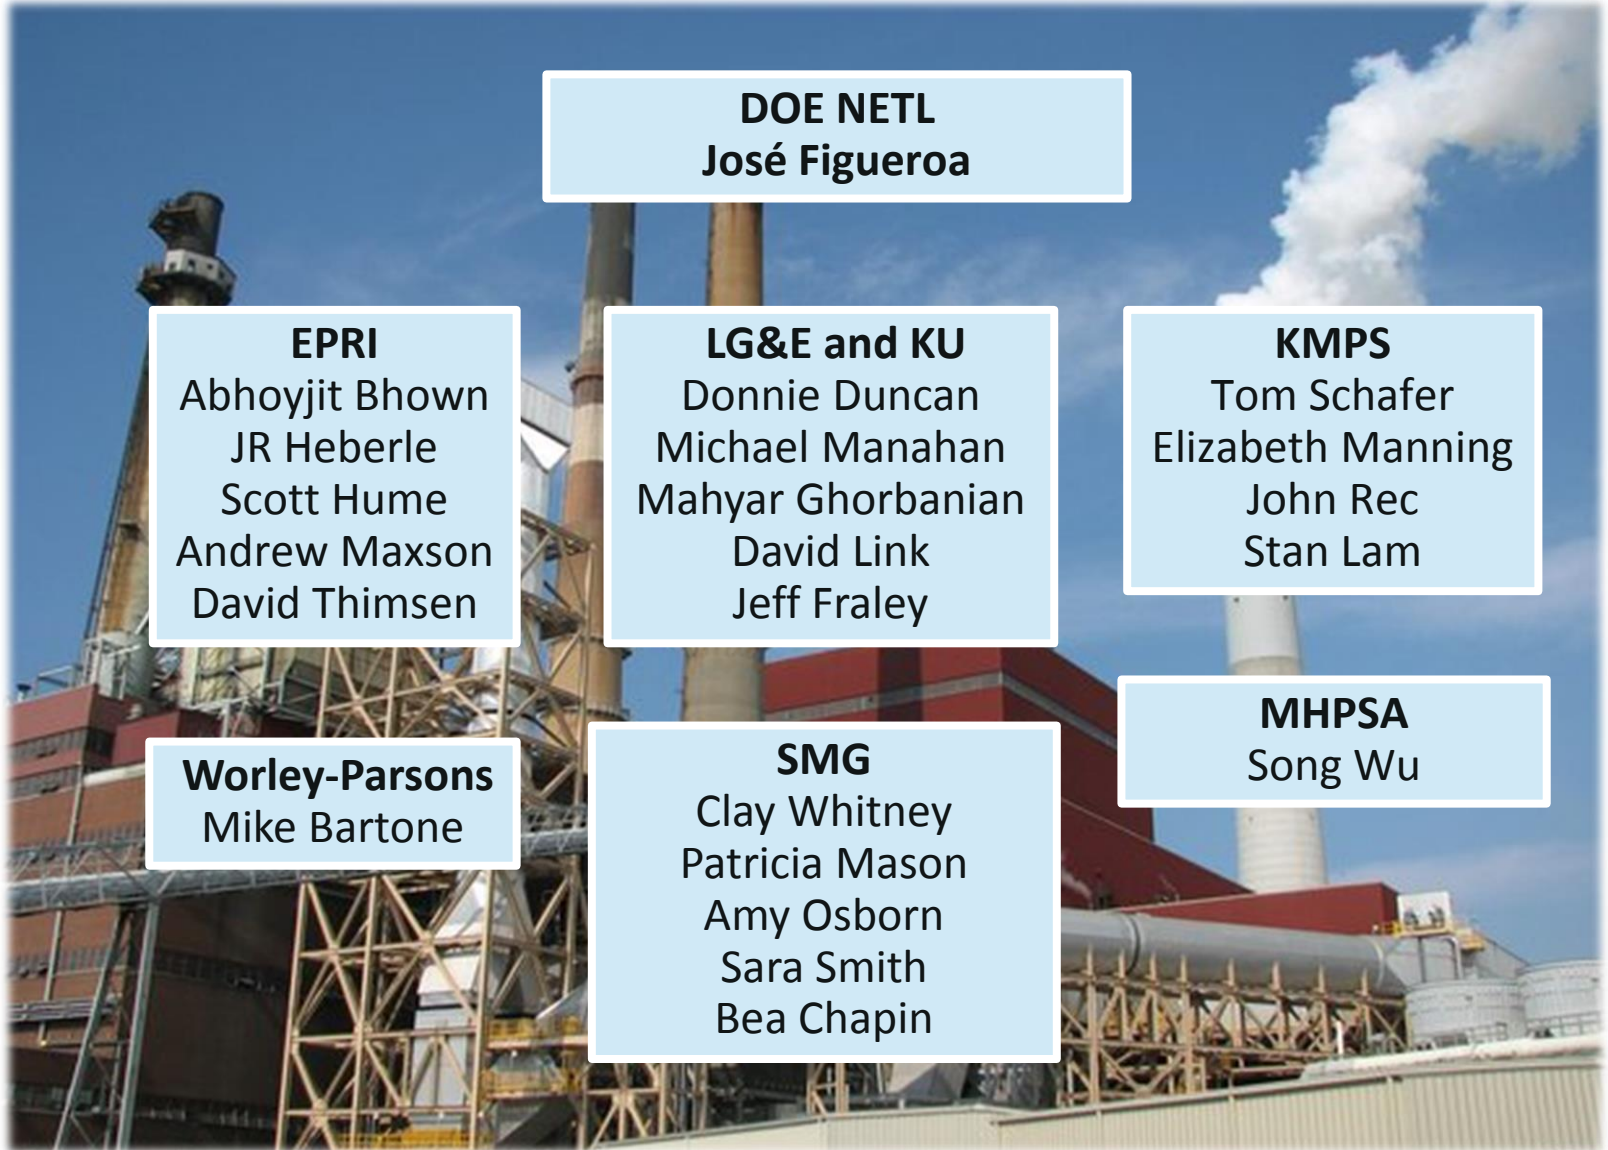 DOE NETL
José Figueroa
EPRI
Abhoyjit Bhown
JR Heberle
Scott Hume
Andrew Maxson
David Thimsen
LG&E and KU
Donnie Duncan
Michael Manahan
Mahyar Ghorbanian
David Link
Jeff Fraley
KMPS
Tom Schafer
Elizabeth Manning
John Rec
Stan Lam
Worley-Parsons
Mike Bartone
SMG
Clay Whitney
Patricia Mason
Amy Osborn
Sara Smith
Bea Chapin
MHPSA
Song Wu